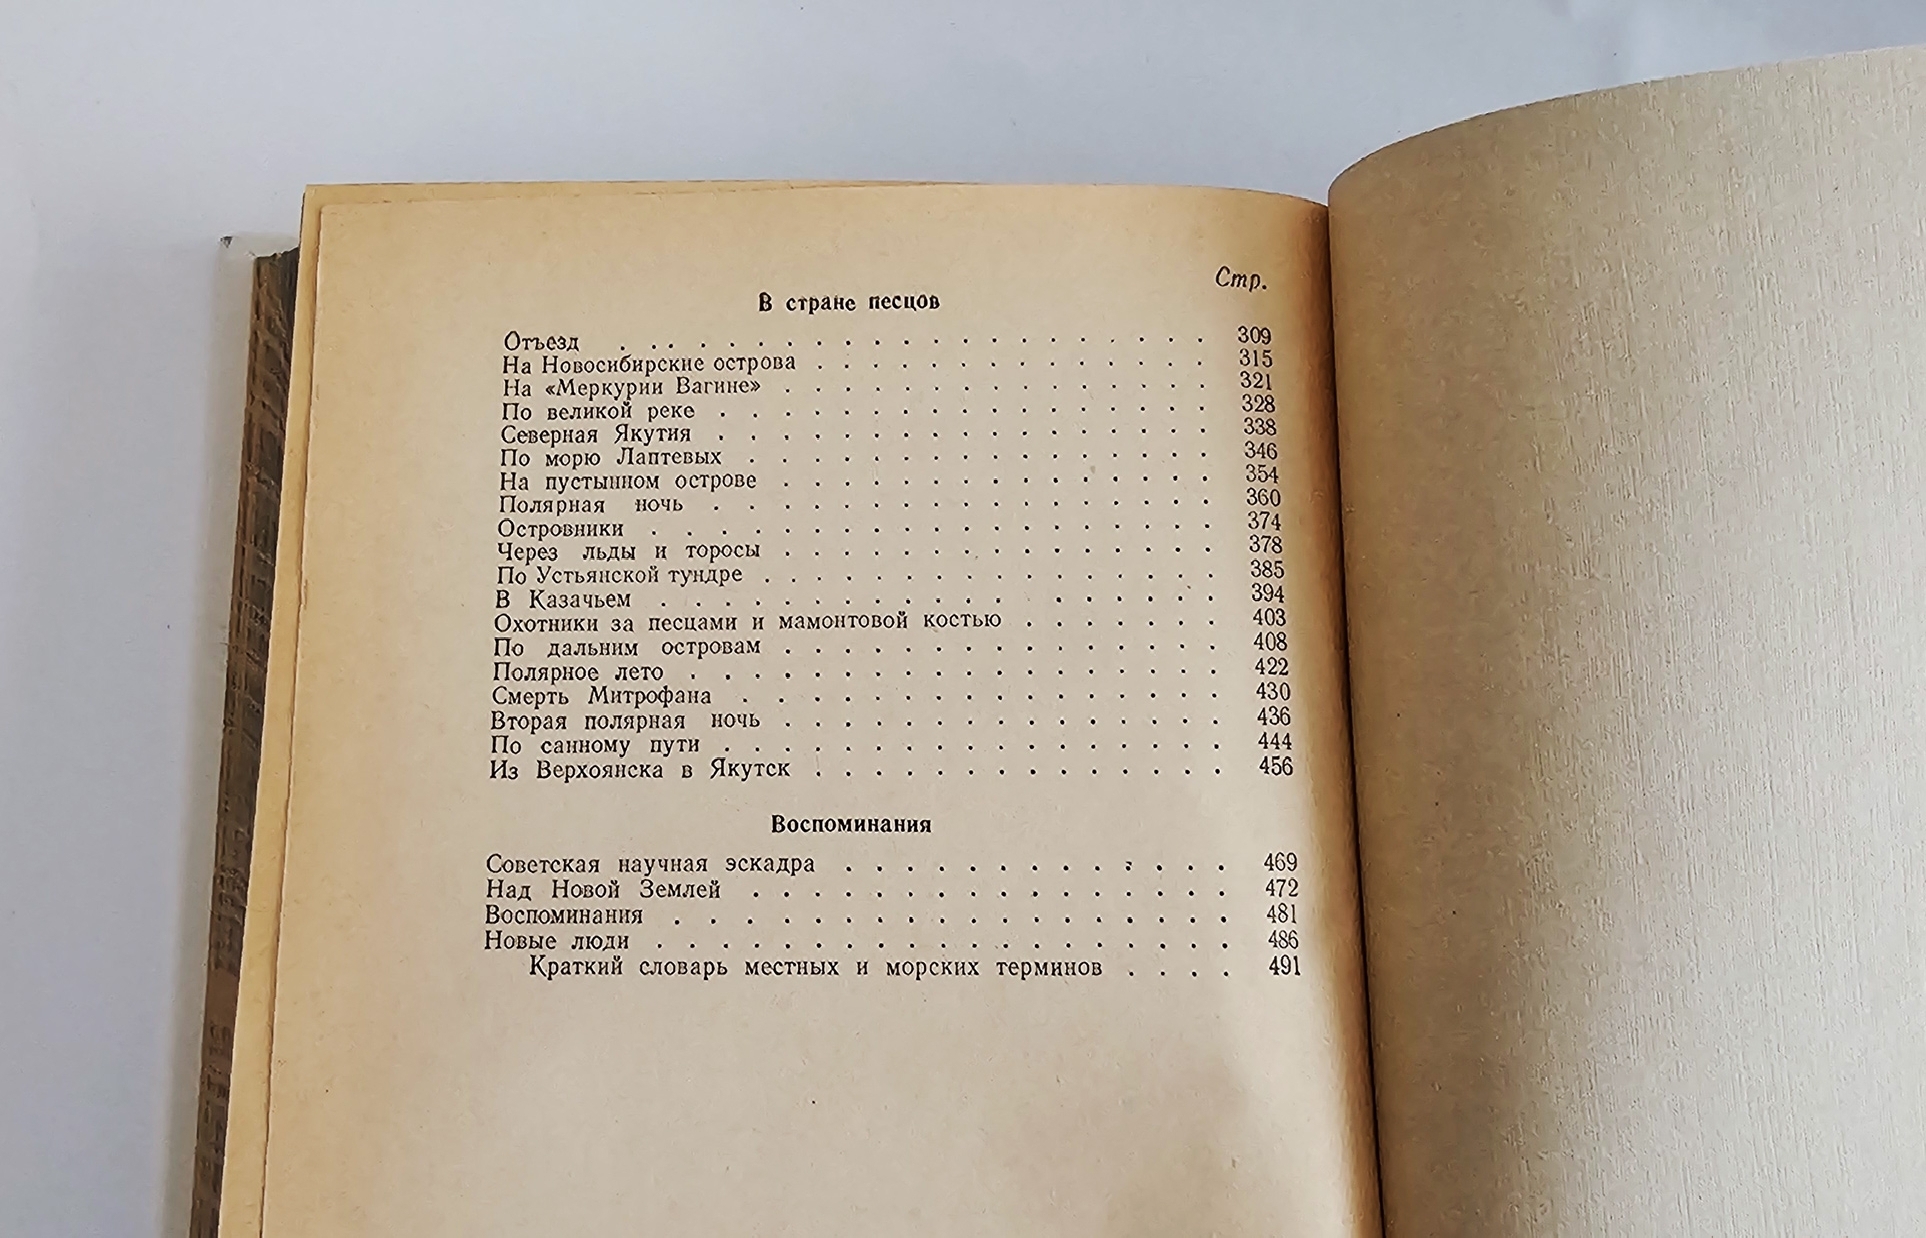 Стр.
В стране песцов
Отъезд . . . . . . . . . . . . . . . . . . . 309
На Новосибирские острова . . . . . . . . . . . . . 315
На «Меркурии Вагине» . . . . . . . . . . . . . . 321
По великой реке . . . . . . . . . . . . . . . . 328
Северная Якутия . . . . . . . . . . . . . . . . 338
По морю Лаптевых . . . . . . . . . . . . . . . 346
На пустынном острове . . . . . . . . . . . . . . 354
Полярная ночь . . . . . . . . . . . . . . . . 360
Островники . . . . . . . . . . . . . . . . . . 374
Через льды и торосы . . . . . . . . . . . . . . 378
По Устьянской тундре . . . . . . . . . . . . . . 385
В Казачьем . . . . . . . . . . . . . . . . . 394
Охотники за песцами и мамонтовой костью . . . . . . . 403
По дальним островам . . . . . . . . . . . . . . 408
Полярное лето . . . . . . . . . . . . . . . . . 422
Смерть Митрофана . . . . . . . . . . . . . . . 430
Вторая полярная ночь . . . . . . . . . . . . . . 436
По санному пути . . . . . . . . . . . . . . . . 444
Из Верхоянска в Якутск . . . . . . . . . . . . . 456
Воспоминания
Советская научная эскадра . . . . . . . . . . . . 469
Над Новой Землей . . . . . . . . . . . . . . . 472
Воспоминания . . . . . . . . . . . . . . . . . 481
Новые люди . . . . . . . . . . . . . . . . . . 486
Краткий словарь местных и морских терминов . . . . 491